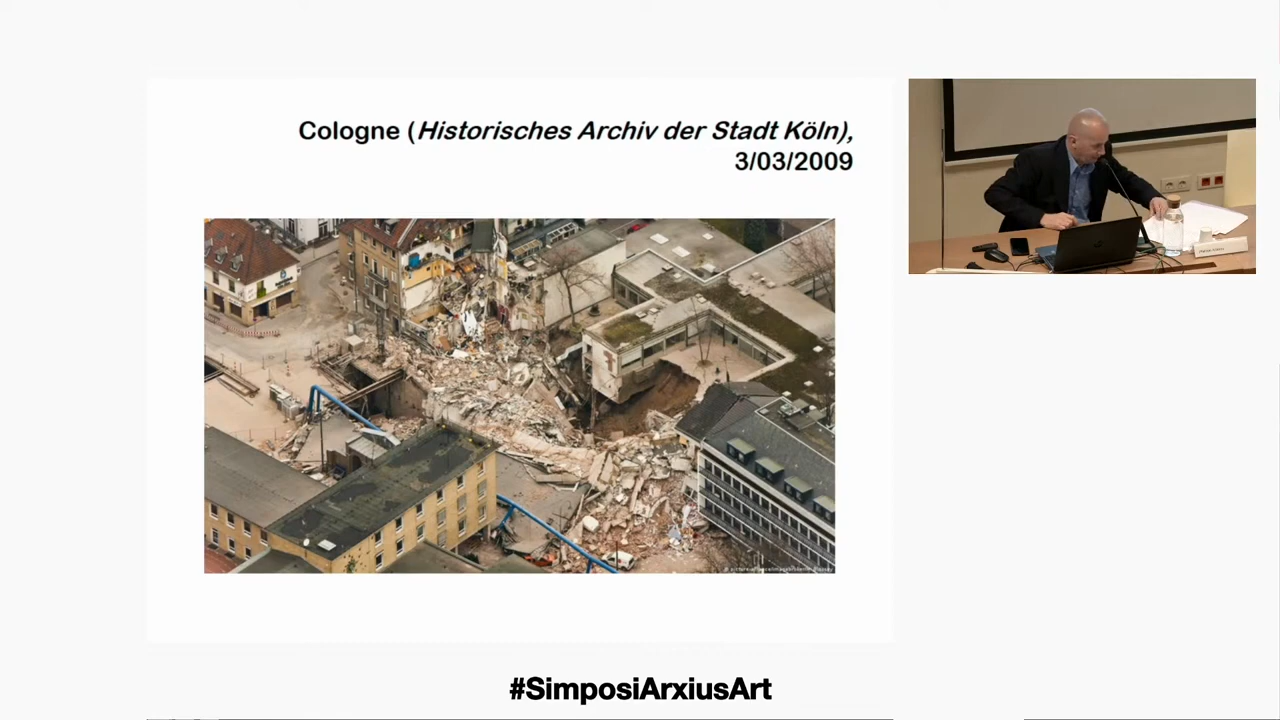 Cologne (Historisches Archiv der Stadt Köln),
3/03/2009
#SimposiArxiusArt